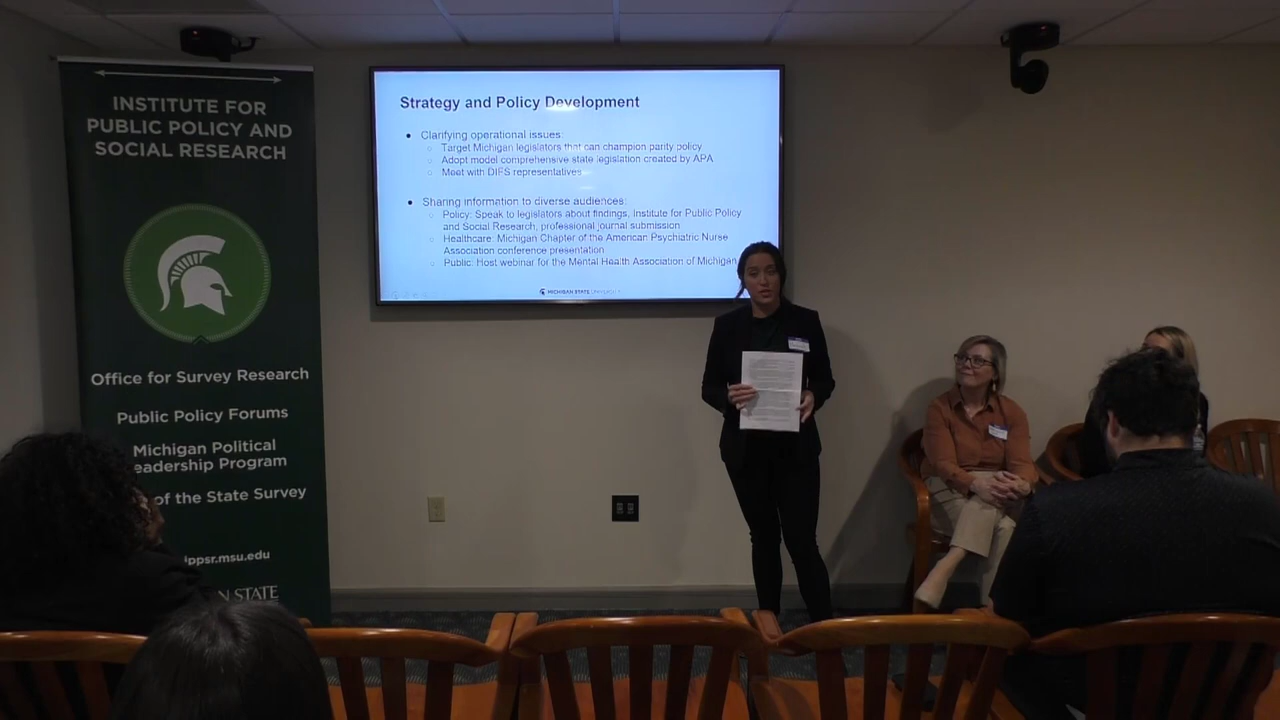 INSTITUTE FOR
PUBLIC POLICY AND
SOCIAL RESEARCH
Office for Survey Research
Public Policy Forums
Michigan Political
eadership Program
of the State Survey
ippsr.msu.edu
N STATE
Strategy and Policy Development
• Clarifying operational issues:
○ Target Michigan legislators that can champion parity policy
○ Adopt model comprehensive state legislation created by APA
○ Meet with DIFS representatives
• Sharing information to diverse audiences:
○ Policy: Speak to legislators about findings, Institute for Public Policy
and Social Research, professional journal submission
○ Healthcare: Michigan Chapter of the American Psychiatric Nurse
Association conference presentation
○ Public: Host webinar for the Mental Health Association of Michigan
MICHIGAN STATE UNIVERSITY